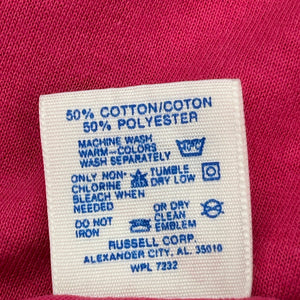 50% COTTON/COTON
50% POLYESTER
MACHINE WASH
WARM-COLORS
WASH SEPARATELY
ONLY NON- TUMBLE
CHLORINE DRY LOW
BLEACH WHEN
NEEDED OR DRY
DO NOT CLEAN
IRON EMBLEM
RUSSELL CORP.
ALEXANDER CITY, AL. 35010
WPL 7232